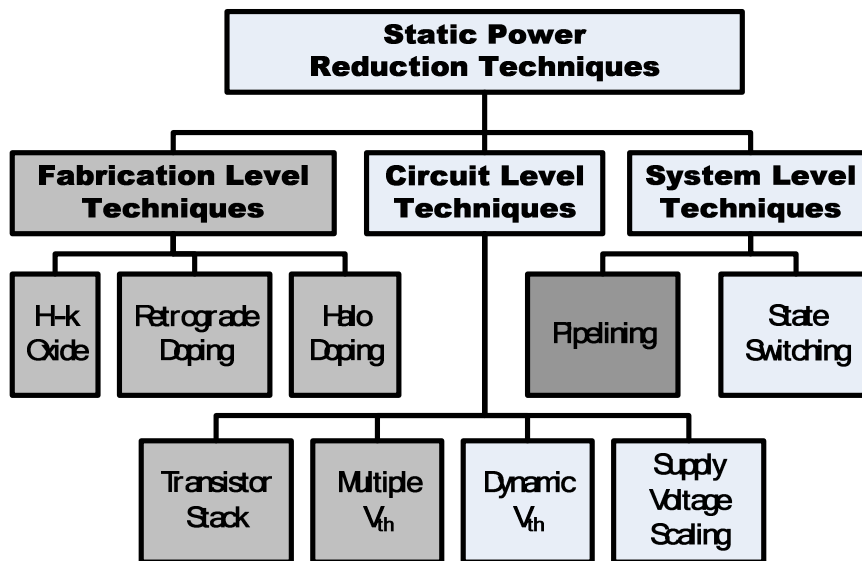 Static Power
Reduction Techniques
Fabrication Level
Techniques
Circuit Level
Techniques
System Level
Techniques
H-k
Oxide
Retrograde
Doping
Halo
Doping
Pipelining
State
Switching
Transistor
Stack
Multiple
Vth
Dynamic
Vth
Supply
Voltage
Scaling